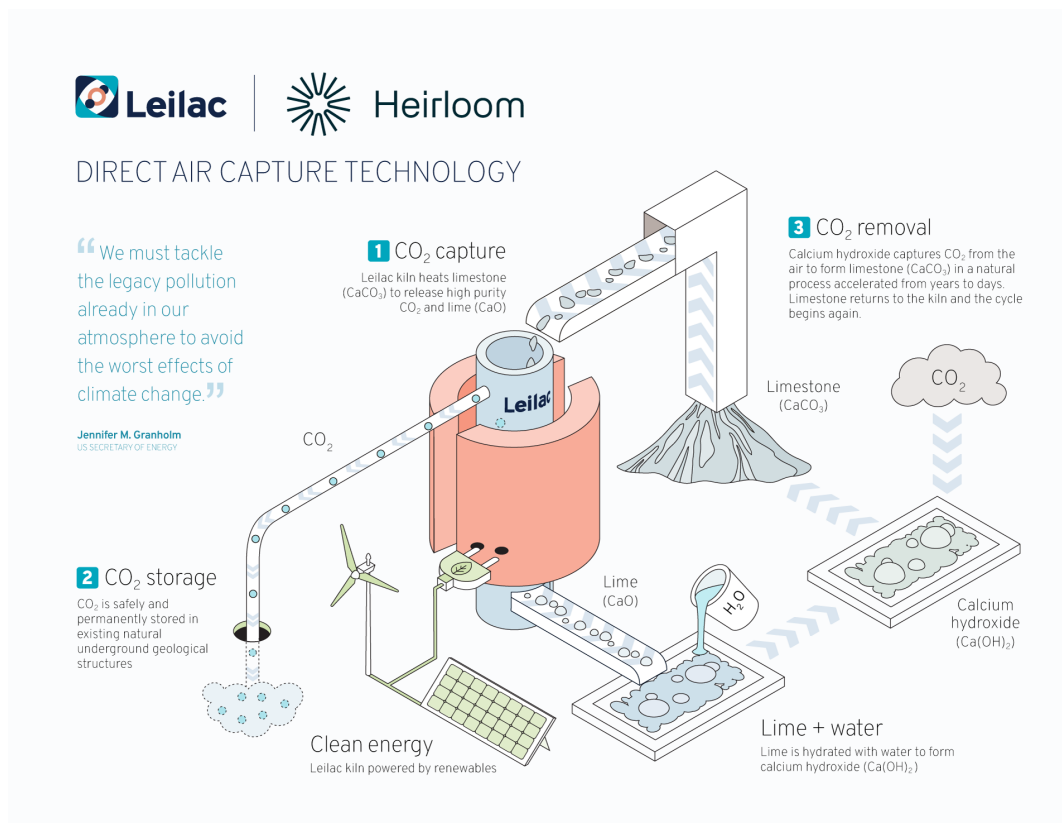 Leilac
Heirloom
DIRECT AIR CAPTURE TECHNOLOGY
“We must tackle
the legacy pollution
already in our
atmosphere to avoid
the worst effects of
climate change.”
Jennifer M. Granholm
US SECRETARY OF ENERGY
1 CO₂ capture
Leilac kiln heats limestone
(CaCO₃) to release high purity
CO₂ and lime (CaO)
3 CO₂ removal
Calcium hydroxide captures CO₂ from the
air to form limestone (CaCO₃) in a natural
process accelerated from years to days.
Limestone returns to the kiln and the cycle
begins again.
CO₂
Limestone
(CaCO₃)
Leilac
CO₂
2 CO₂ storage
CO₂ is safely and
permanently stored in
existing natural
underground geological
structures
Lime
(CaO)
H₂O
Calcium
hydroxide
(Ca(OH)₂)
Clean energy
Leilac kiln powered by renewables
Lime + water
Lime is hydrated with water to form
calcium hydroxide (Ca(OH)₂)